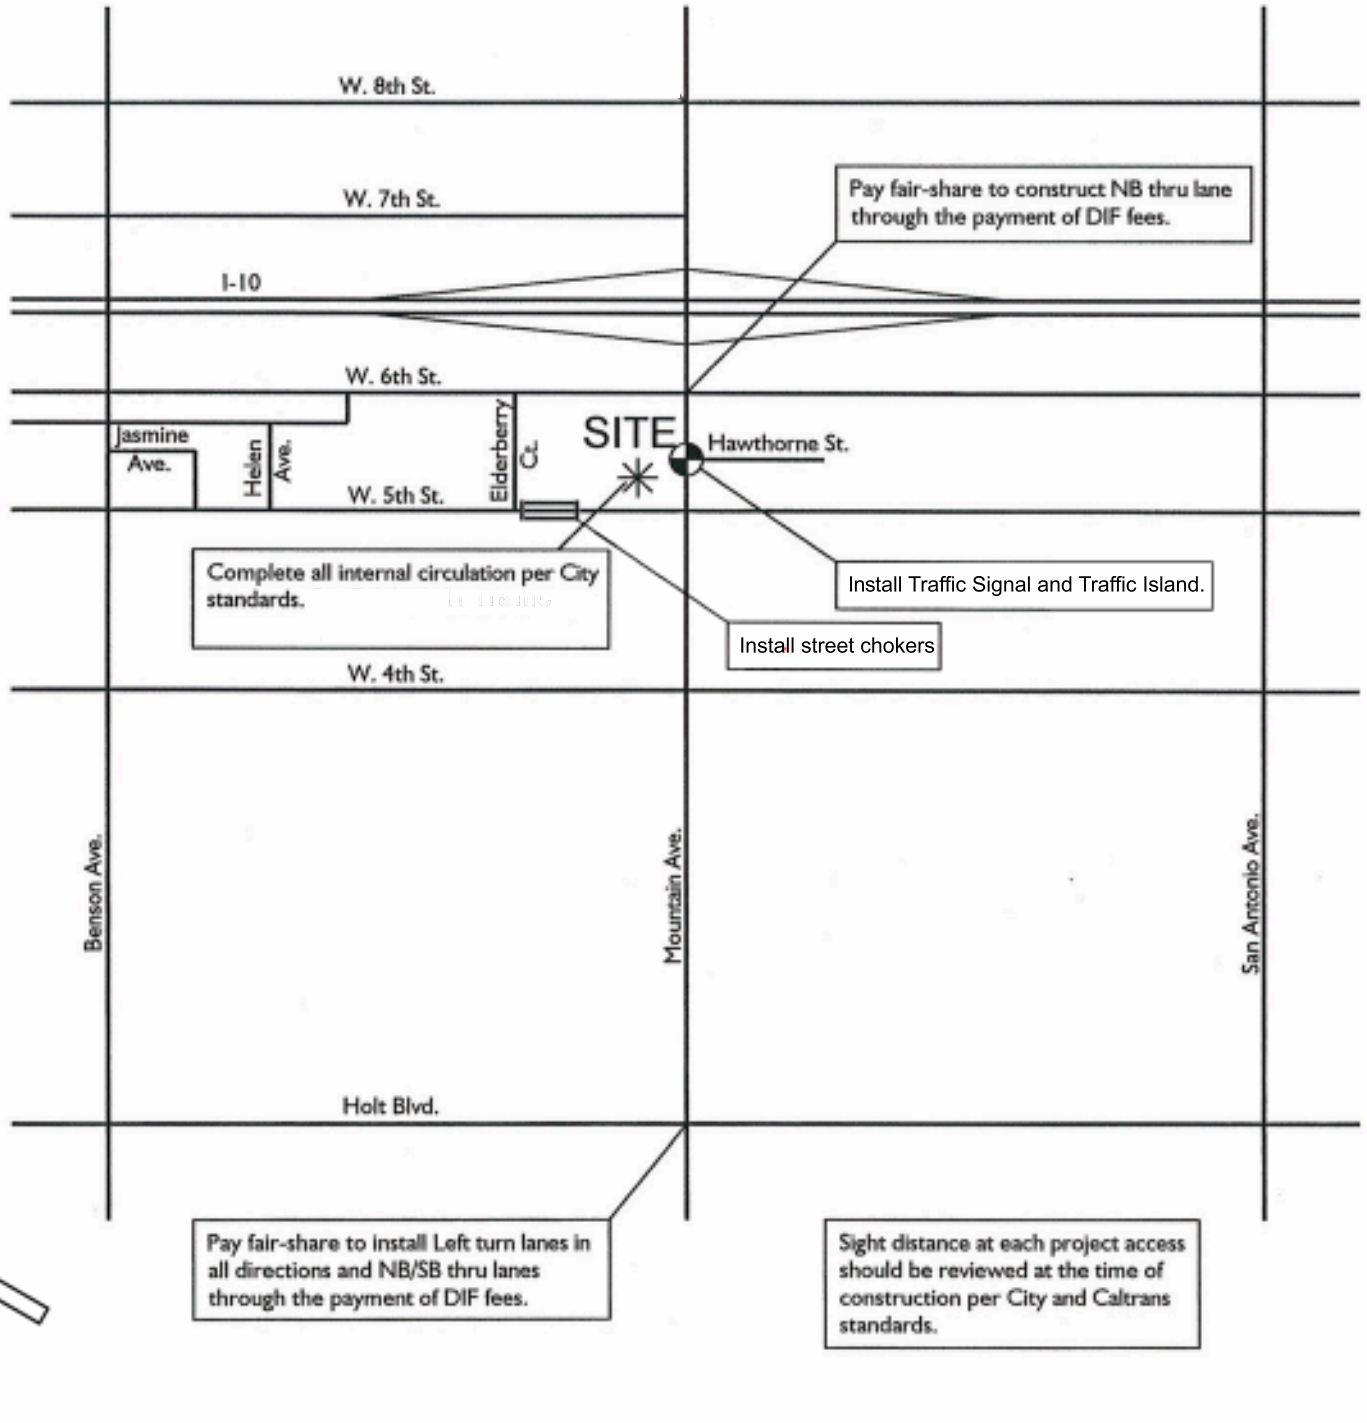 W. 8th St.
W. 7th St.
Pay fair-share to construct NB thru lane
through the payment of DIF fees.
I-10
W. 6th St.
Jasmine
Ave.
Helen
Ave.
Elderberry
Ct.
SITE
Hawthorne St.
W. 5th St.
Complete all internal circulation per City
standards.
Install Traffic Signal and Traffic Island.
Install street chokers
W. 4th St.
Benson Ave.
Mountain Ave.
San Antonio Ave.
Holt Blvd.
Pay fair-share to install Left turn lanes in
all directions and NB/SB thru lanes
through the payment of DIF fees.
Sight distance at each project access
should be reviewed at the time of
construction per City and Caltrans
standards.